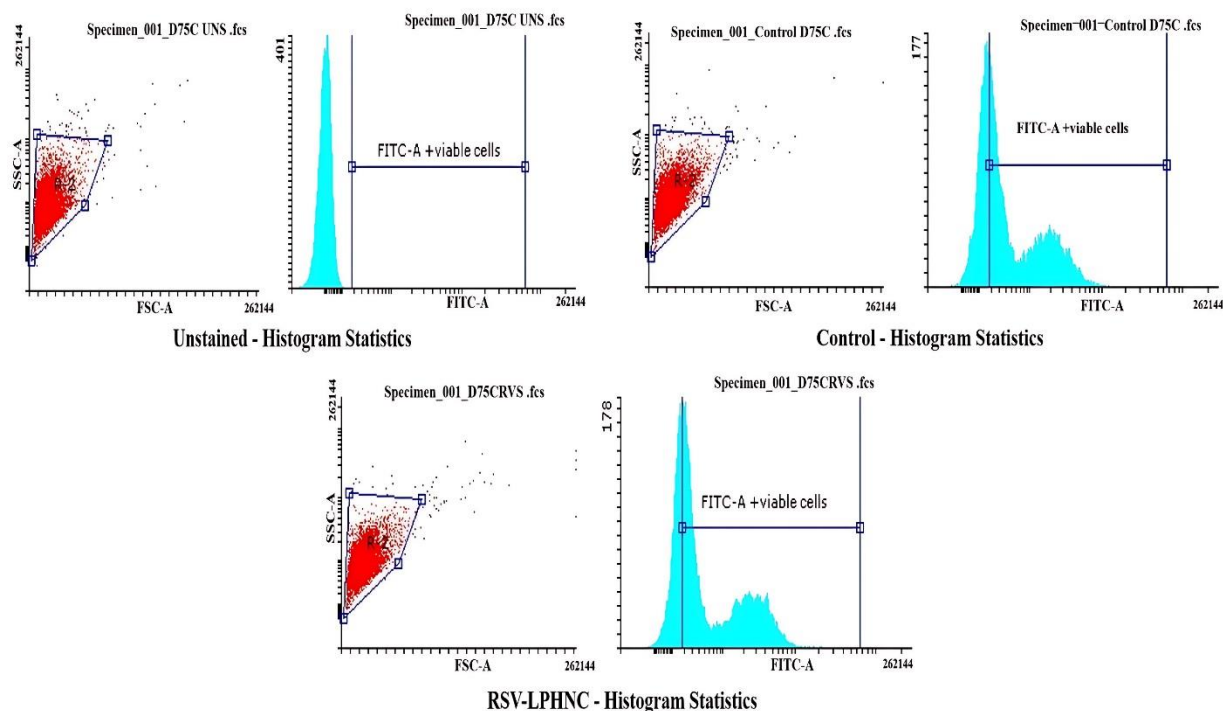 Specimen_001_D75C UNS .fcs
262144
SSC-A
R-2
FSC-A
262144
Specimen_001_D75C UNS .fcs
401
FITC-A +viable cells
FITC-A
262144
Unstained - Histogram Statistics
Specimen_001_Control D75C .fcs
262144
SSC-A
FSC-A
262144
Specimen-001-Control D75C .fcs
177
FITC-A +viable cells
FITC-A
262144
Control - Histogram Statistics
Specimen_001_D75CRVS .fcs
262144
SSC-A
R-2
FSC-A
262144
Specimen_001_D75CRVS .fcs
178
FITC-A +viable cells
FITC-A
262144
RSV-LPHNC - Histogram Statistics